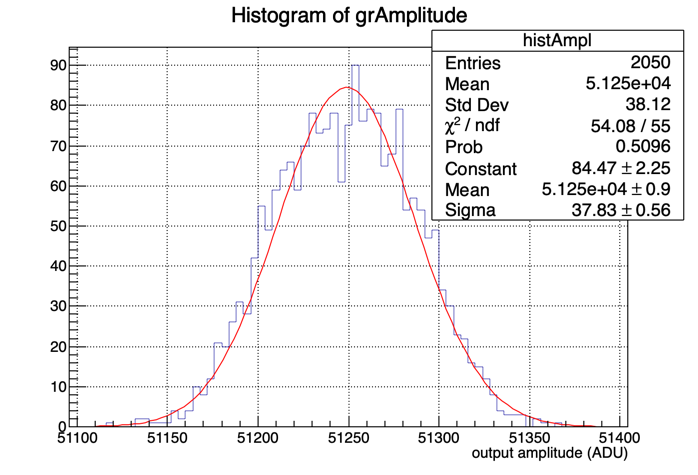 Histogram of grAmplitude
histAmpl
Entries 2050
Mean 5.125e+04
Std Dev 38.12
χ² / ndf 54.08 / 55
Prob 0.5096
Constant 84.47 ± 2.25
Mean 5.125e+04 ± 0.9
Sigma 37.83 ± 0.56
90
80
70
60
50
40
30
20
10
0
51100 51150 51200 51250 51300 51350 51400
output amplitude (ADU)